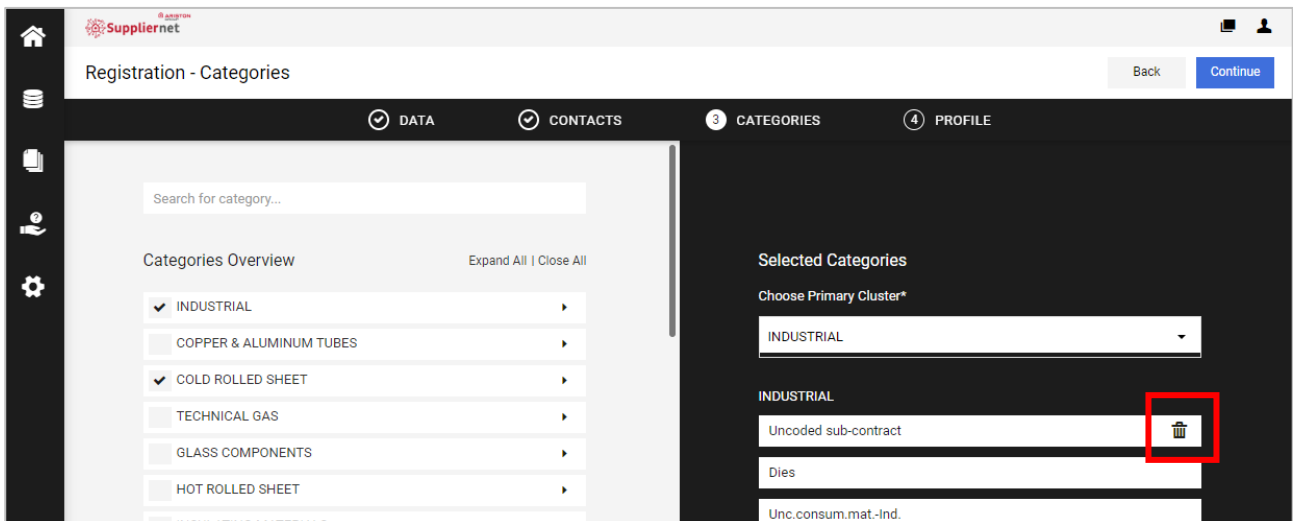 ARISTON
Suppliernet
Registration - Categories
Back
Continue
DATA
CONTACTS
3 CATEGORIES
4 PROFILE
Search for category...
Categories Overview
Expand All | Close All
INDUSTRIAL
COPPER & ALUMINUM TUBES
COLD ROLLED SHEET
TECHNICAL GAS
GLASS COMPONENTS
HOT ROLLED SHEET
INSULATING MATERIALS
Selected Categories
Choose Primary Cluster*
INDUSTRIAL
INDUSTRIAL
Uncoded sub-contract
Dies
Unc.consum.mat.-Ind.